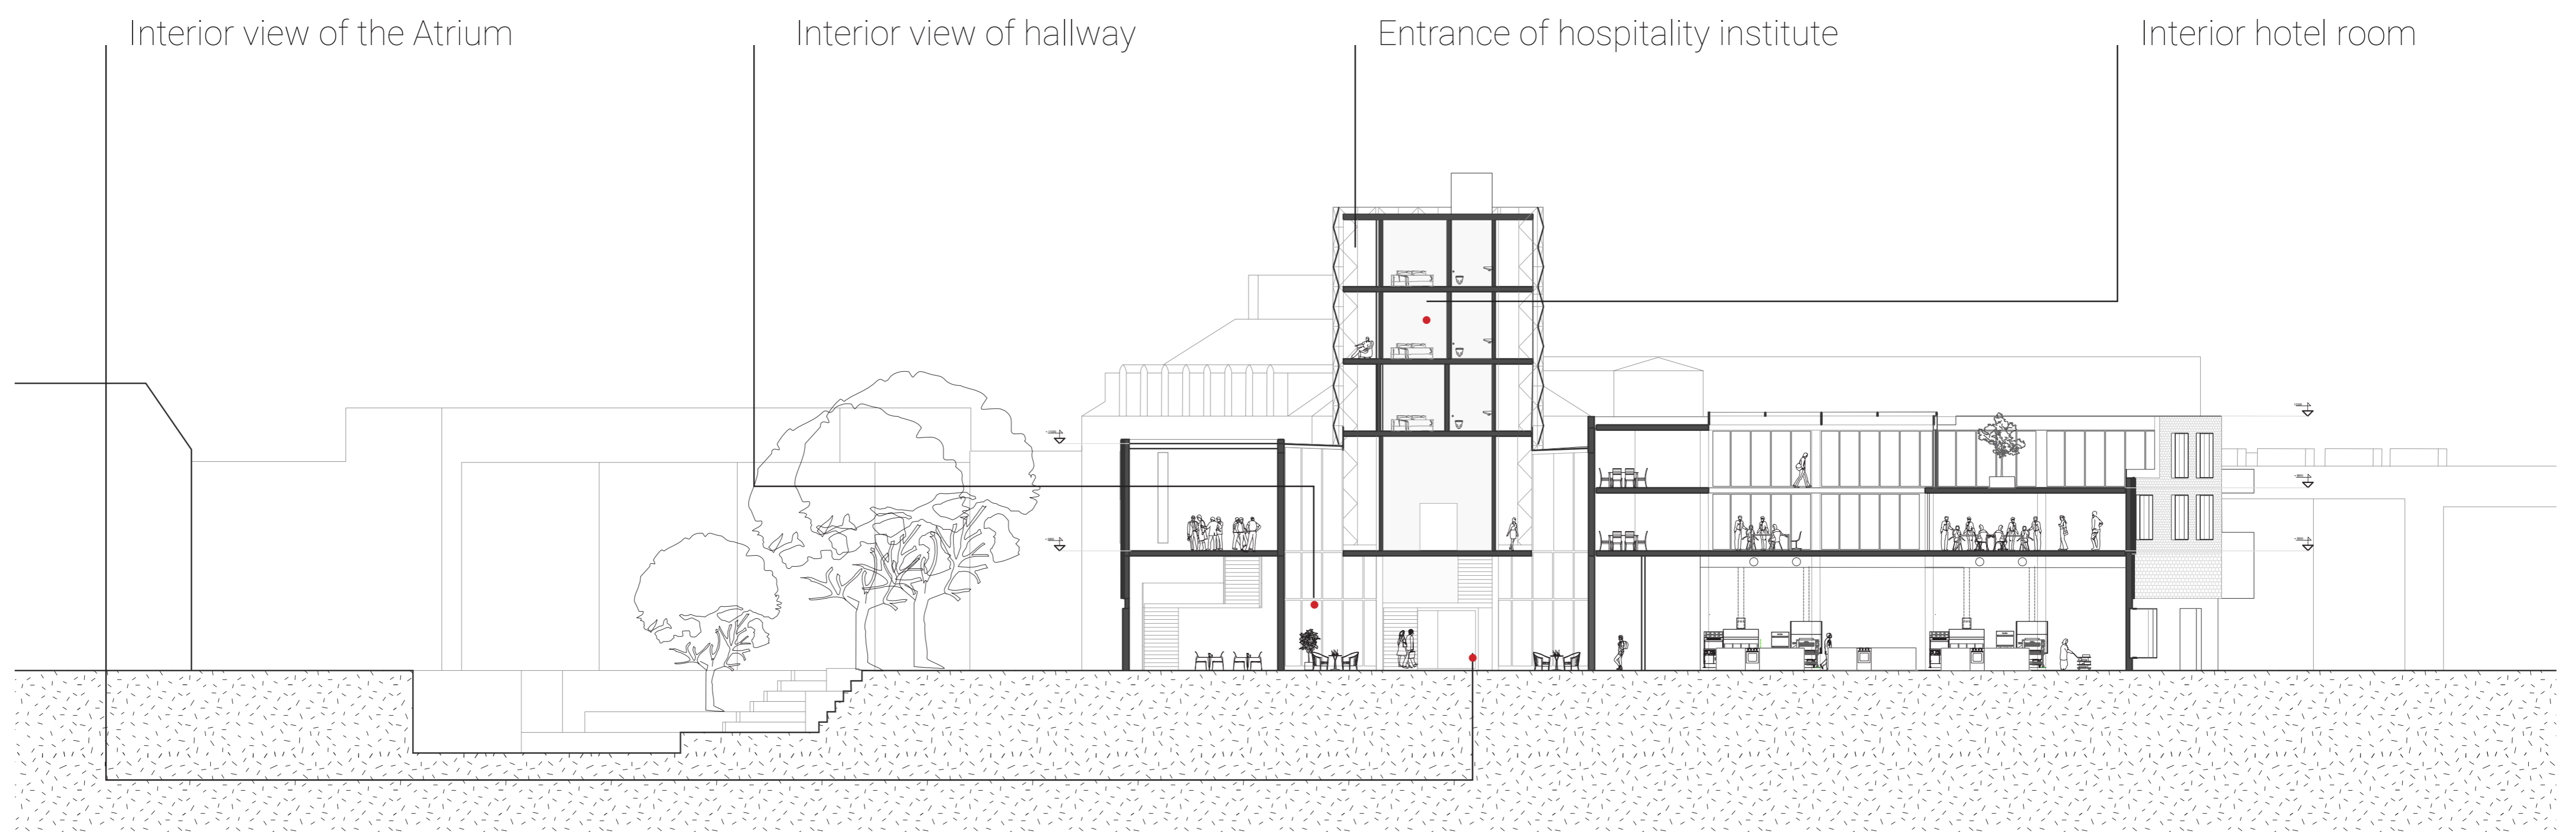 Interior view of the Atrium
Interior view of hallway
Entrance of hospitality institute
Interior hotel room